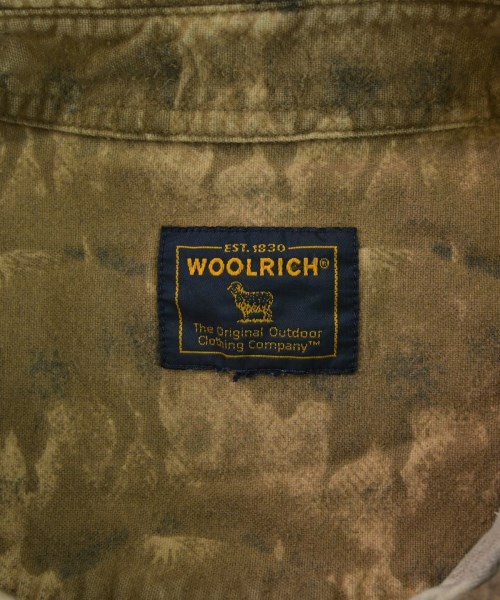 EST. 1830
WOOLRICH®
The Original Outdoor
Clothing Company™